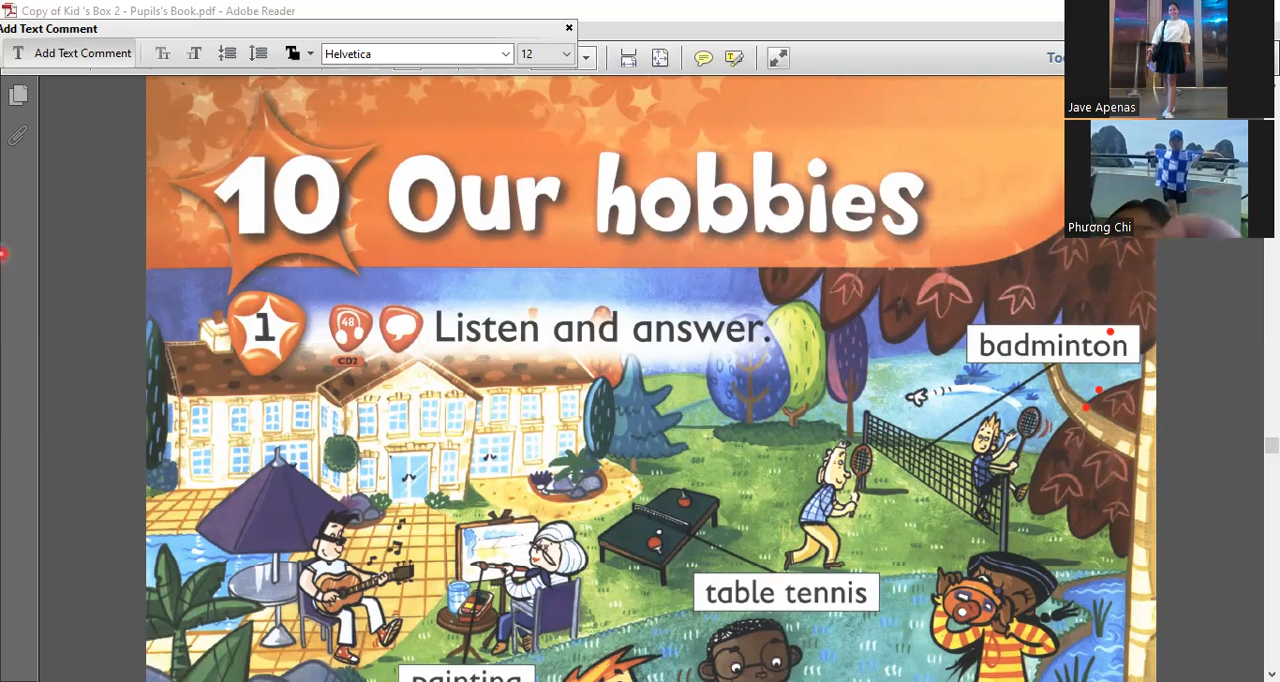 Copy of Kid 's Box 2 - Pupils's Book.pdf - Adobe Reader
Add Text Comment
Add Text Comment
Helvetica
12
Jave Apenas
Phương Chi
10 Our hobbies
1
48
CD2
Listen and answer.
badminton
table tennis
painting